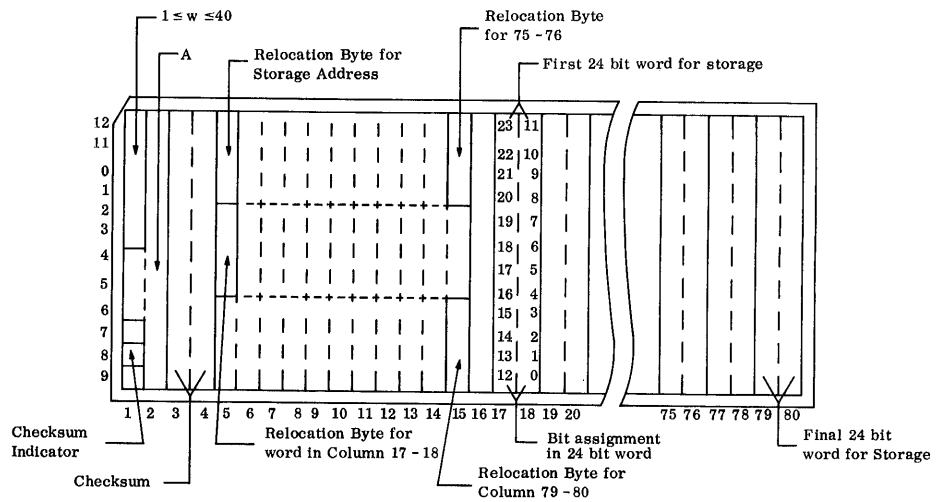 1 ≤ w ≤40
A
Relocation Byte for
Storage Address
Relocation Byte
for 75 -76
First 24 bit word for storage
12
11
0
1
2
3
4
5
6
7
8
9
23 11
22 10
21 9
20 8
19 7
18 6
17 5
16 4
15 3
14 2
13 1
12 0
1 2 3 4 5 6 7 8 9 10 11 12 13 14 15 16 17 18 19 20 75 76 77 78 79 80
Checksum
Indicator
Checksum
Relocation Byte for
word in Column 17 -18
Relocation Byte for
Column 79 -80
Bit assignment
in 24 bit word
Final 24 bit
word for Storage